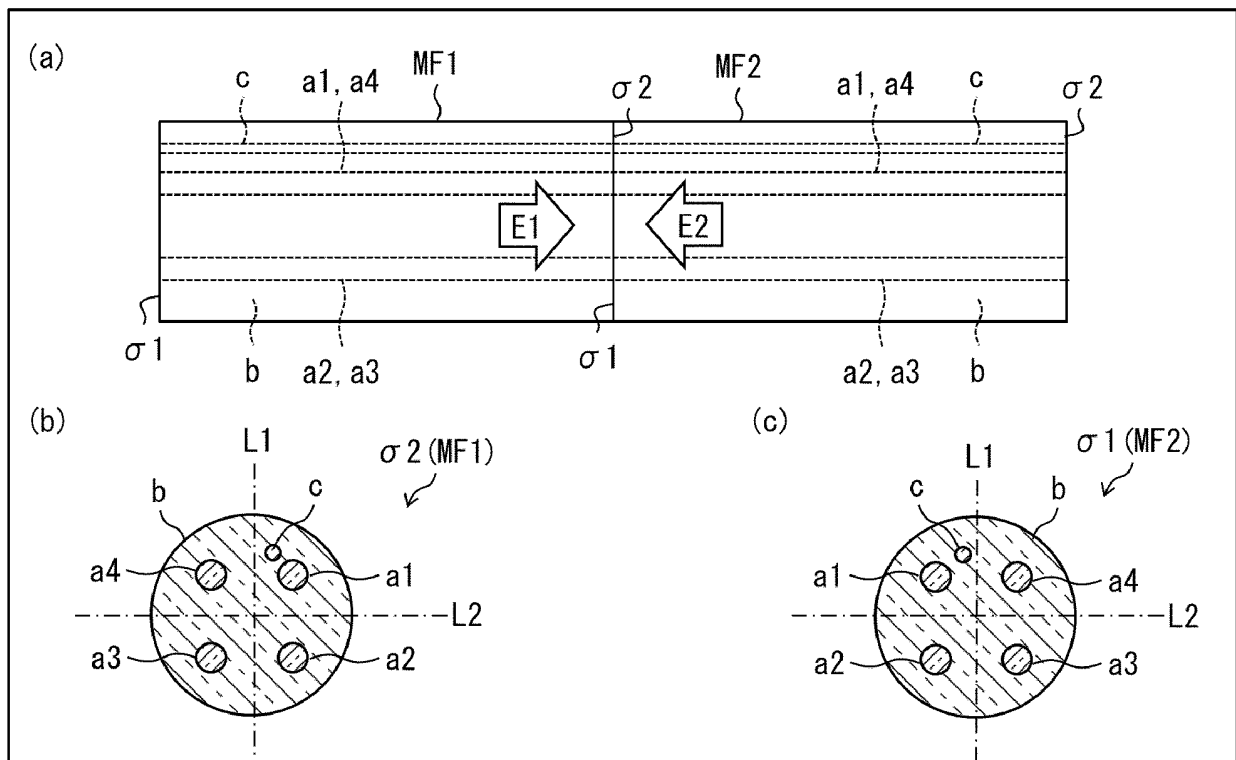 (a)
MF1
MF2
c
a1, a4
σ2
a1, a4
c
σ2
E1
E2
σ1
b
a2, a3
σ1
a2, a3
b
(b)
L1
σ2(MF1)
b
c
a4
a1
L2
a3
a2
(c)
L1
σ1(MF2)
c
b
a1
a4
L2
a2
a3